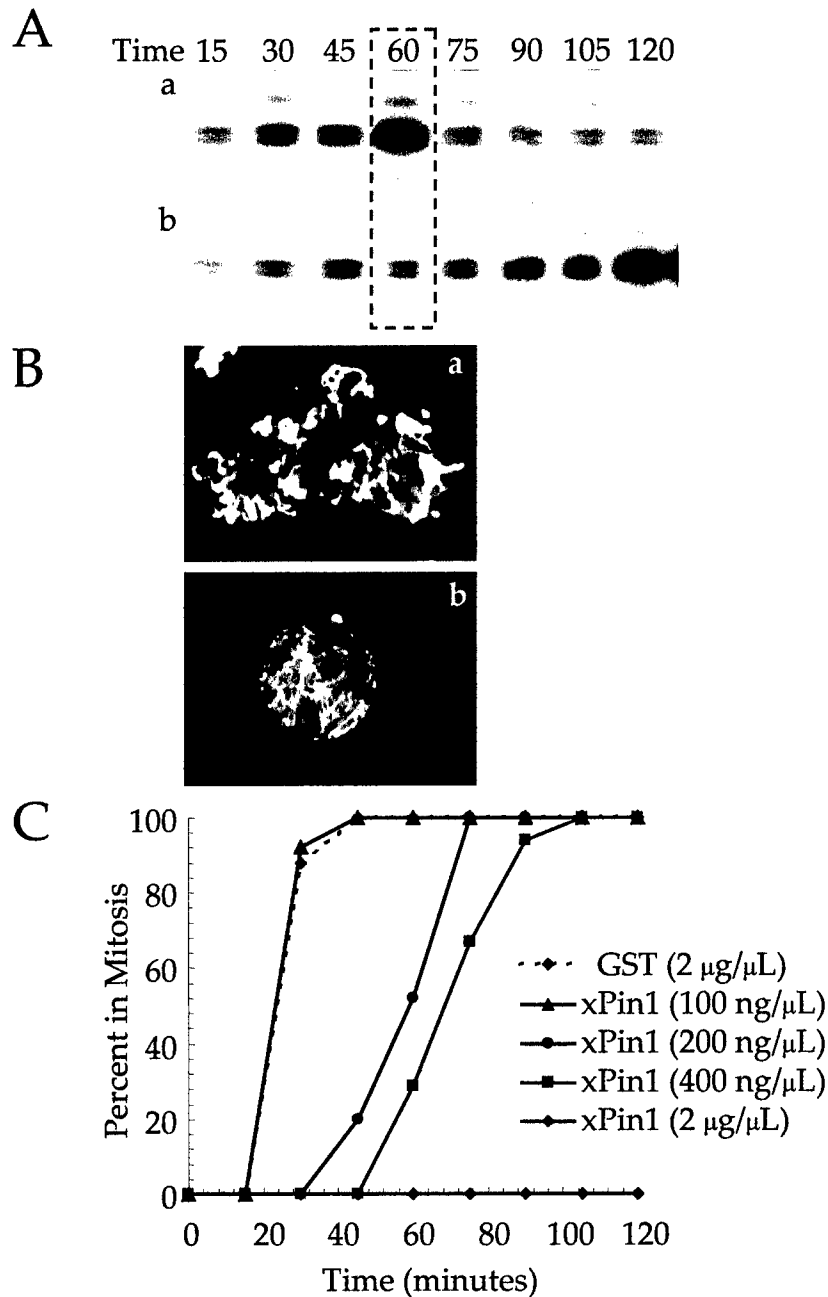 A
Time 15 30 45 60 75 90 105 120
a
b
B
a
b
C
Percent in Mitosis
100
80
60
40
20
0
0 20 40 60 80 100 120
Time (minutes)
GST (2 µg/µL)
xPin1 (100 ng/µL)
xPin1 (200 ng/µL)
xPin1 (400 ng/µL)
xPin1 (2 µg/µL)